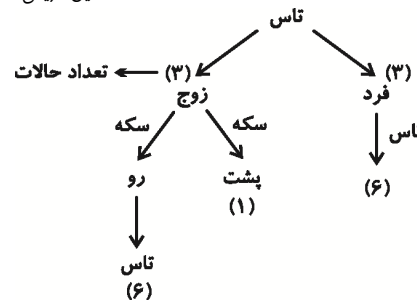 تاس
تعداد حالات (۳) (۳)
زوج فرد
سکه سکه تاس
رو پشت (۶)
(۱)
تاس
(۶)